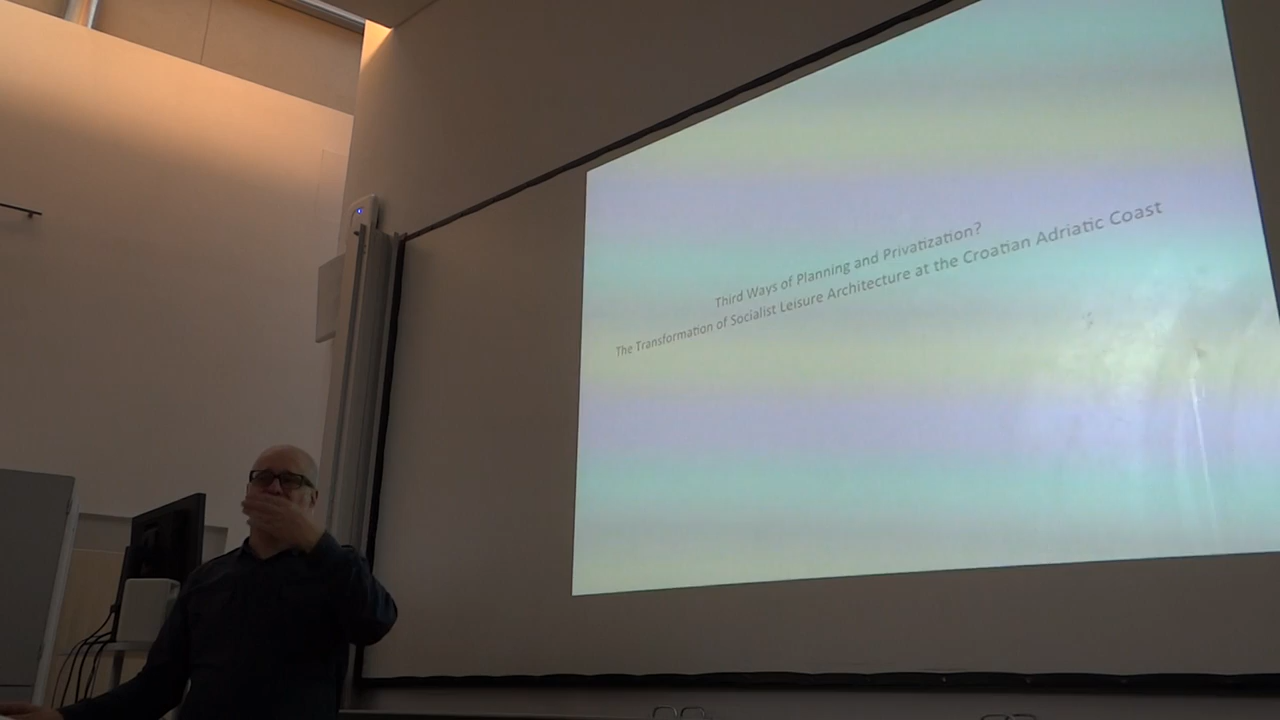 Third Ways of Planning and Privatization?
The Transformation of Socialist Leisure Architecture at the Croatian Adriatic Coast